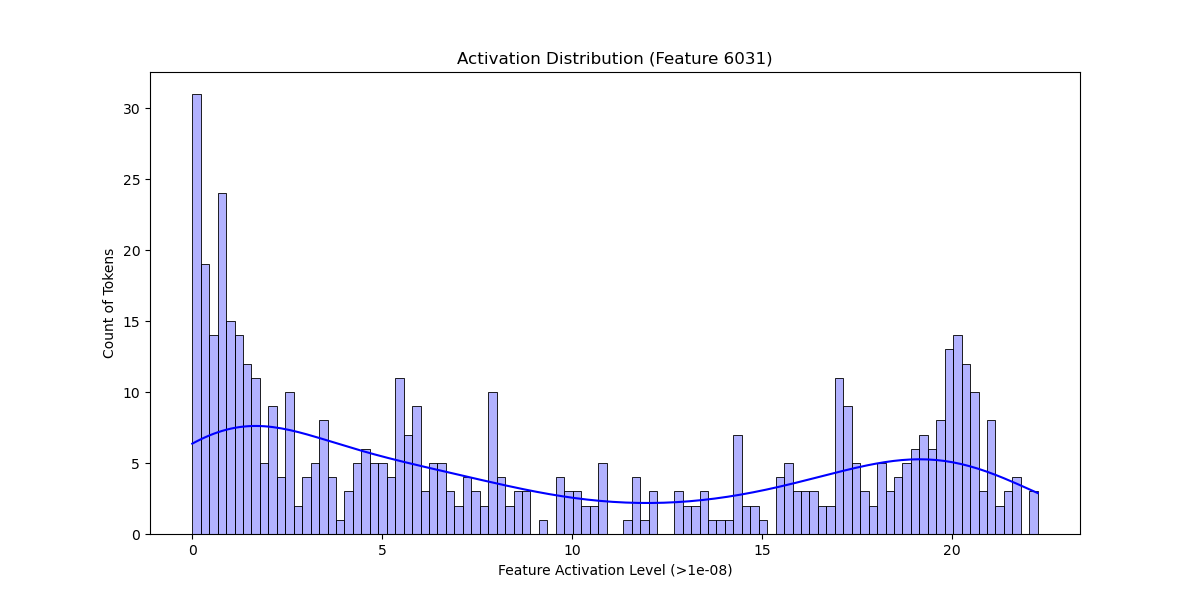 Activation Distribution (Feature 6031)
30
25
20
15
10
5
0
Count of Tokens
0 5 10 15 20
Feature Activation Level (>1e-08)